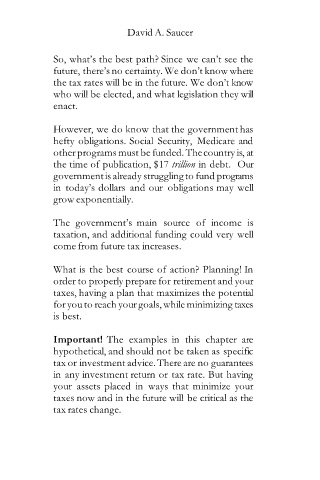 David A. Saucer
So, what's the best path? Since we can't see the
future, there's no certainty. We don't know where
the tax rates will be in the future. We don't know
who will be elected, and what legislation they will
enact.
However, we do know that the government has
hefty obligations. Social Security, Medicare and
other programs must be funded. The country is, at
the time of publication, $17 trillion in debt. Our
government is already struggling to fund programs
in today's dollars and our obligations may well
grow exponentially.
The government's main source of income is
taxation, and additional funding could very well
come from future tax increases.
What is the best course of action? Planning! In
order to properly prepare for retirement and your
taxes, having a plan that maximizes the potential
for you to reach your goals, while minimizing taxes
is best.
Important! The examples in this chapter are
hypothetical, and should not be taken as specific
tax or investment advice. There are no guarantees
in any investment return or tax rate. But having
your assets placed in ways that minimize your
taxes now and in the future will be critical as the
tax rates change.